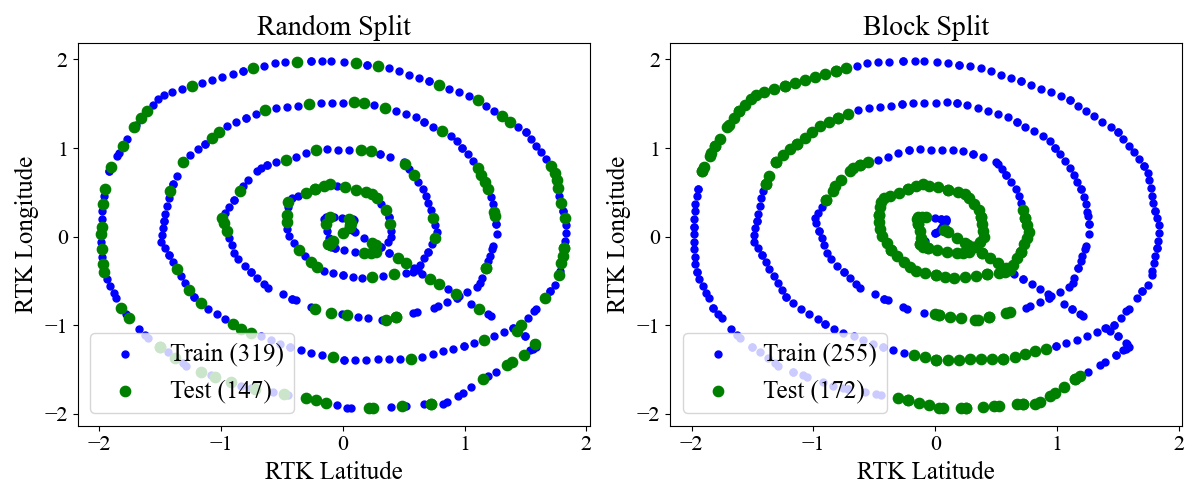 Random Split
2
1
0
−1
−2
RTK Longitude
Train (319)
Test (147)
−2 −1 0 1 2
RTK Latitude
Block Split
2
1
0
−1
−2
RTK Longitude
Train (255)
Test (172)
−2 −1 0 1 2
RTK Latitude